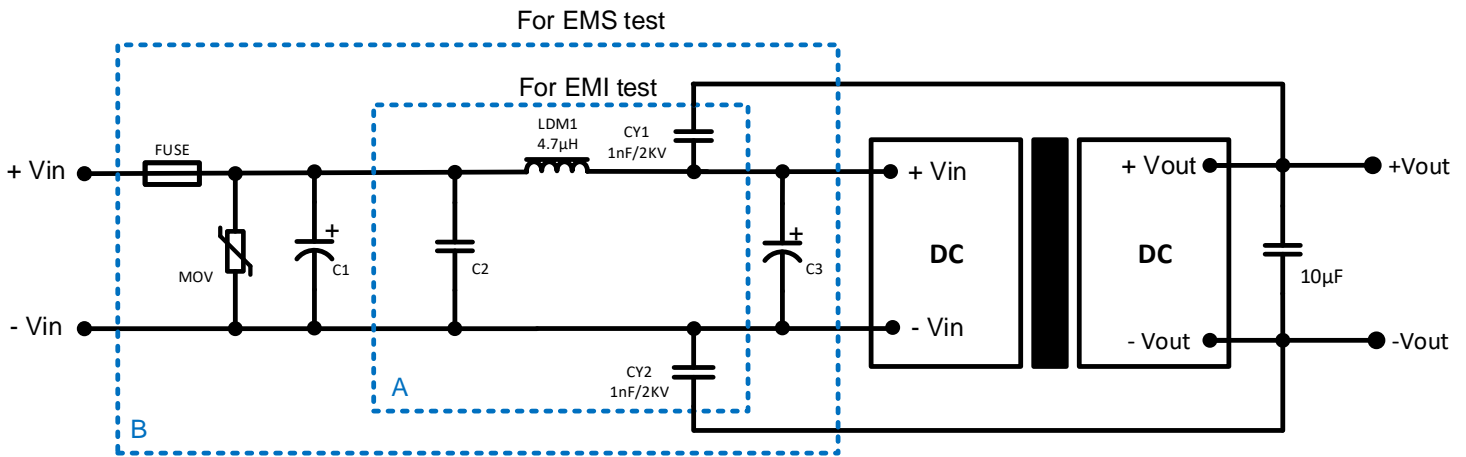 For EMS test
For EMI test
LDM1
4.7µH
CY1
1nF/2KV
FUSE
+ Vin
MOV
+
C1
C2
+
C3
- Vin
CY2
1nF/2KV
A
B
+ Vin
DC
- Vin
+ Vout
DC
- Vout
10µF
+Vout
-Vout